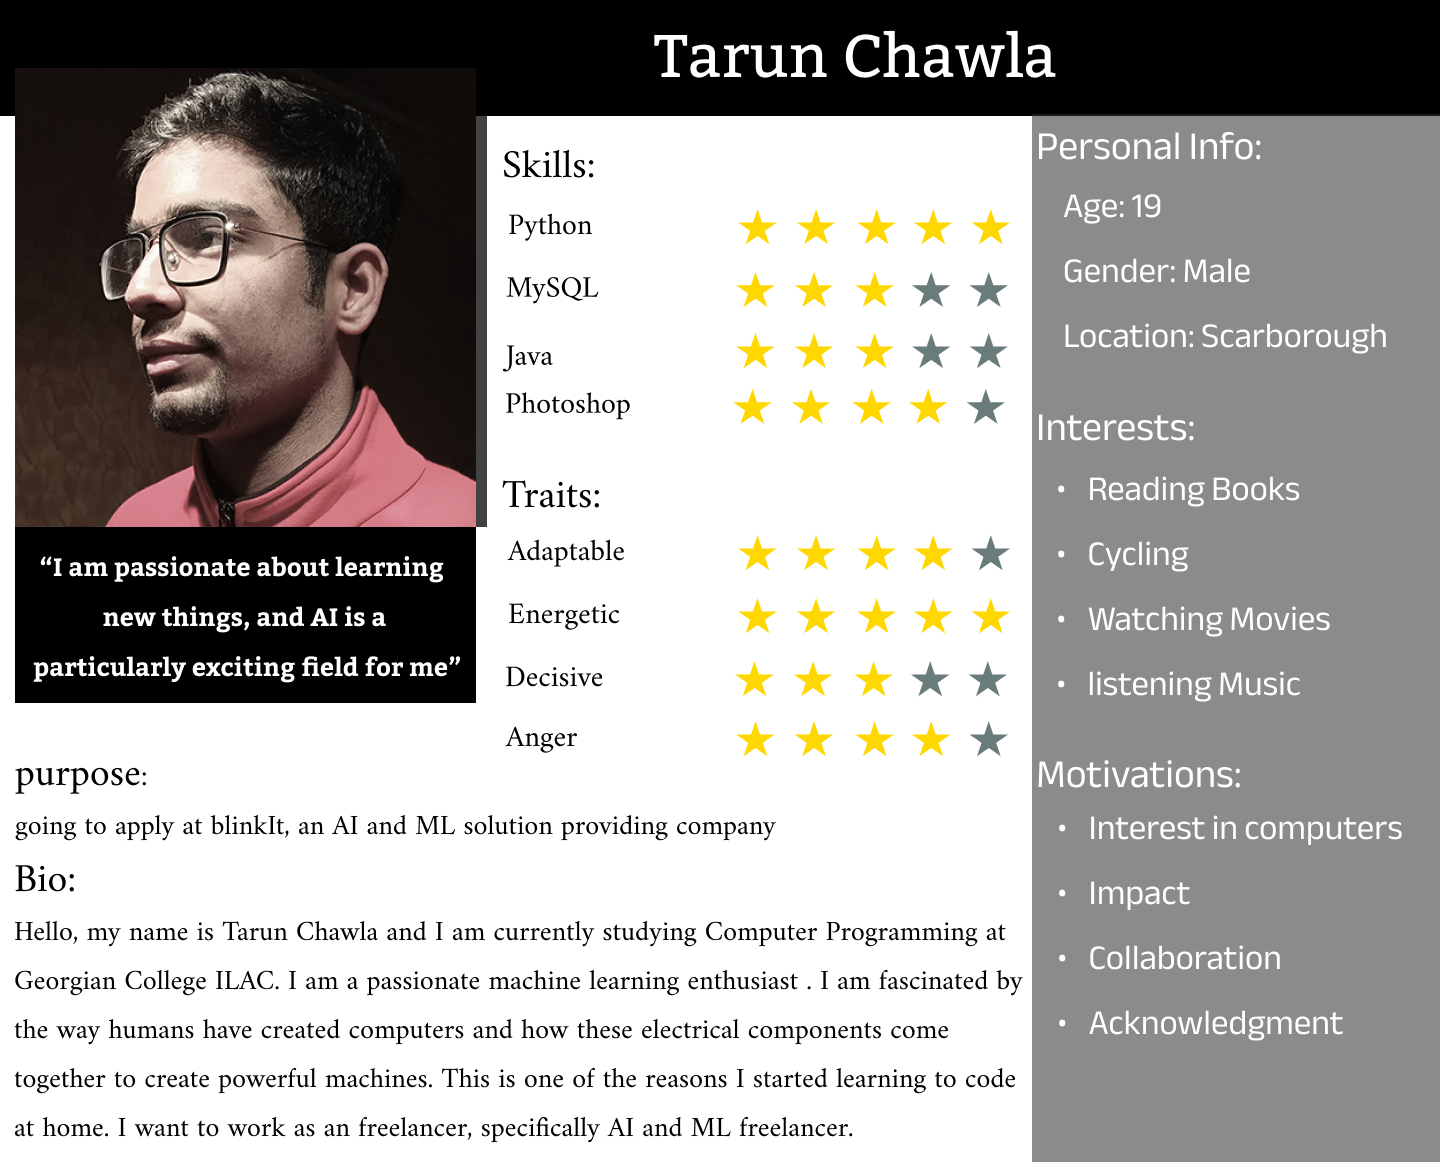 Tarun Chawla
“I am passionate about learning
new things, and AI is a
particularly exciting field for me”
Skills:
Python
MySQL
Java
Photoshop
Traits:
Adaptable
Energetic
Decisive
Anger
purpose:
going to apply at blinkIt, an AI and ML solution providing company
Bio:
Hello, my name is Tarun Chawla and I am currently studying Computer Programming at
Georgian College ILAC. I am a passionate machine learning enthusiast . I am fascinated by
the way humans have created computers and how these electrical components come
together to create powerful machines. This is one of the reasons I started learning to code
at home. I want to work as an freelancer, specifically AI and ML freelancer.
Personal Info:
Age: 19
Gender: Male
Location: Scarborough
Interests:
• Reading Books
• Cycling
• Watching Movies
• listening Music
Motivations:
• Interest in computers
• Impact
• Collaboration
• Acknowledgment